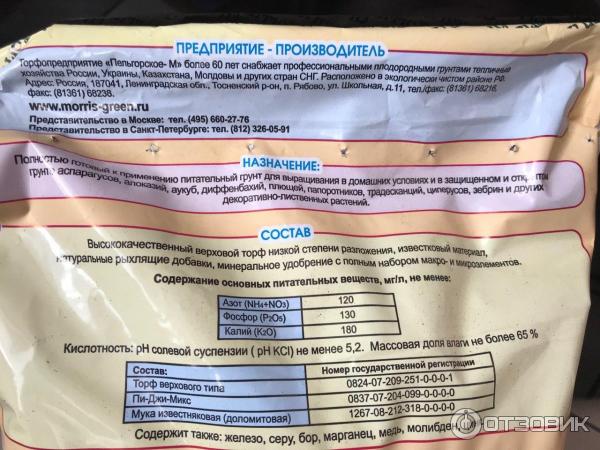 ПРЕДПРИЯТИЕ - ПРОИЗВОДИТЕЛЬ
Торфопредприятие «Пельгорское- М» более 60 лет снабжает профессиональными плодородными грунтами тепличные
хозяйства России, Украины, Казахстана, Молдовы и других стран СНГ. Расположено в экологически чистом районе РФ
Адрес: Россия, 187041, Ленинградская обл., Тосненский р-он, п. Рябово, ул. Школьная, д.11, тел/факс: (81361) 68216,
факс: (81361) 68238.
www.morris-green.ru
Представительство в Москве: тел. (495) 660-27-76
Представительство в Санкт-Петербурге: тел. (812) 326-05-91
НАЗНАЧЕНИЕ:
Полностью готовый к применению питательный грунт для выращивания в домашних условиях и в защищенном и
грунте аспарагусов, алоказий, аукуб, диффенбахий, плющей, папоротников, традесканций, циперусов, зебрин и других
декоративно-лиственных растений.
СОСТАВ
Высококачественный верховой торф низкой степени разложения, известковый материал,
натуральные рыхлящие добавки, минеральное удобрение с полным набором макро- и микроэлементов.
Содержание основных питательных веществ, мг/л, не менее:
Азот (NH4+NO3) 120
Фосфор (P2O5) 130
Калий (K2O) 180
Кислотность: pH солевой суспензии ( pH KCl) не менее 5,2. Массовая доля влаги не более 65 %
Состав: Номер государственной регистрации
Торф верхового типа 0824-07-209-251-0-0-0-1
Пи-Джи-Микс 0837-07-204-099-0-0-0-0
Мука известняковая (доломитовая) 1267-08-212-318-0-0-0-0
Содержит также: железо, серу, бор, марганец, медь, молибден,
ОТЗОВИК